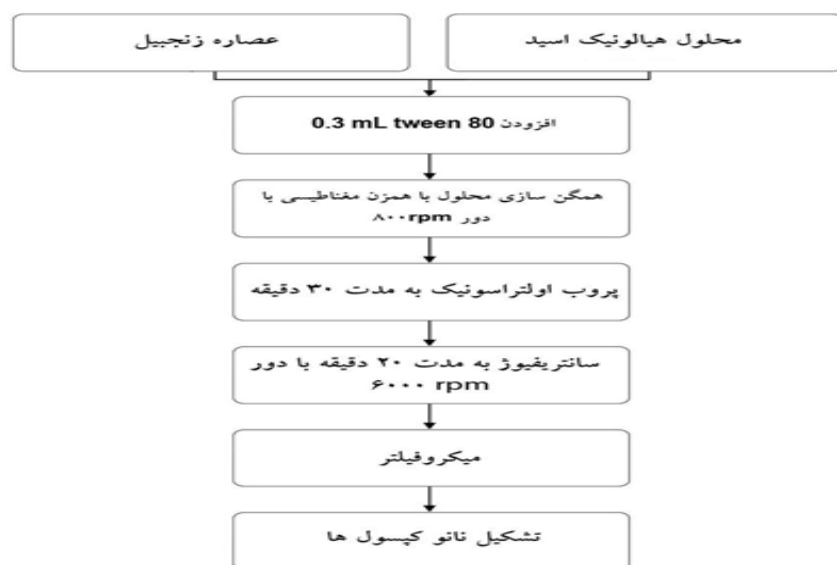 محلول هیالونیک اسید
عصاره زنجبیل
افزودن 0.3 mL tween 80
همگن سازی محلول با همزن مغناطیسی با
دور ۸۰۰rpm
پروب اولتراسونیک به مدت ۳۰ دقیقه
سانتریفیوژ به مدت ۲۰ دقیقه با دور
۶۰۰۰ rpm
میکروفیلتر
تشکیل نانو کپسول ها